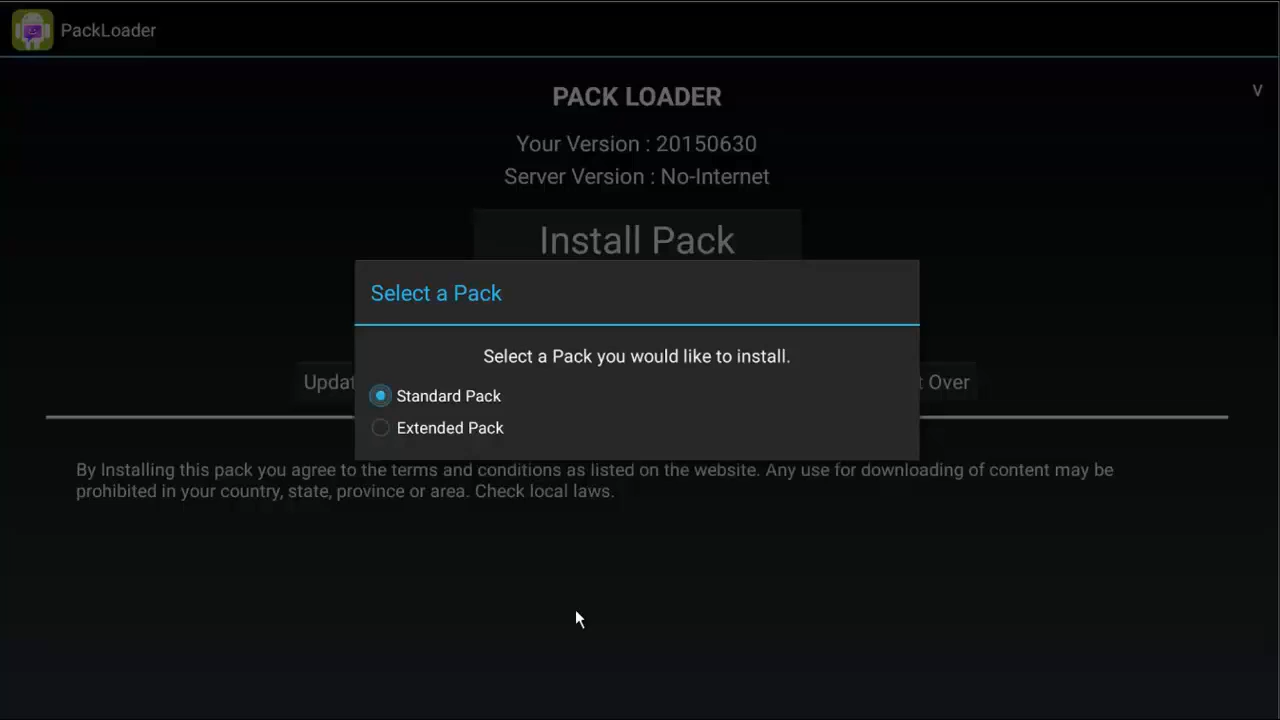 PackLoader
PACK LOADER
V
Your Version : 20150630
Server Version : No-Internet
Install Pack
Select a Pack
Select a Pack you would like to install.
Updat
t Over
Standard Pack
Extended Pack
By Installing this pack you agree to the terms and conditions as listed on the website. Any use for downloading of content may be
prohibited in your country, state, province or area. Check local laws.